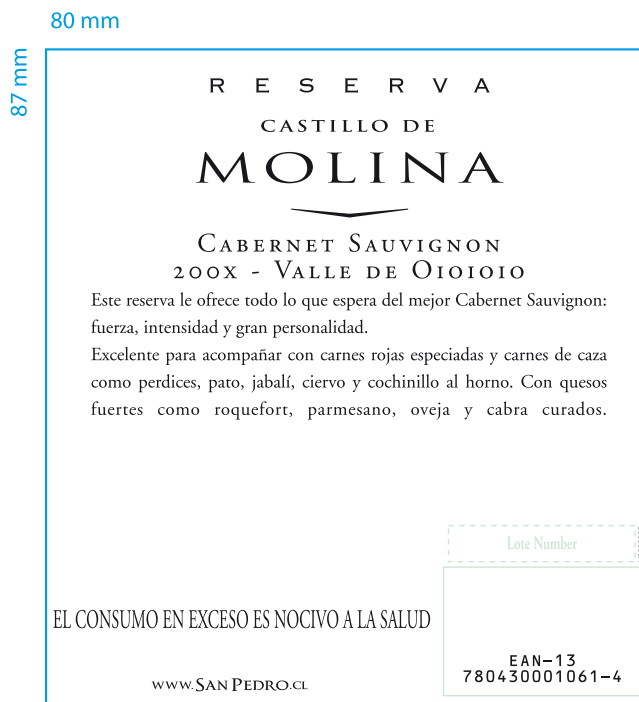 80 mm
87 mm
RESERVA
CASTILLO DE
MOLINA
CABERNET SAUVIGNON
200X - VALLE DE OIOIOIO
Este reserva le ofrece todo lo que espera del mejor Cabernet Sauvignon:
fuerza, intensidad y gran personalidad.
Excelente para acompañar con carnes rojas especiadas y carnes de caza
como perdices, pato, jabalí, ciervo y cochinillo al horno. Con quesos
fuertes como roquefort, parmesano, oveja y cabra curados.
Lote Number
EL CONSUMO EN EXCESO ES NOCIVO A LA SALUD
EAN-13
780430001061-4
WWW.SAN PEDRO.CL